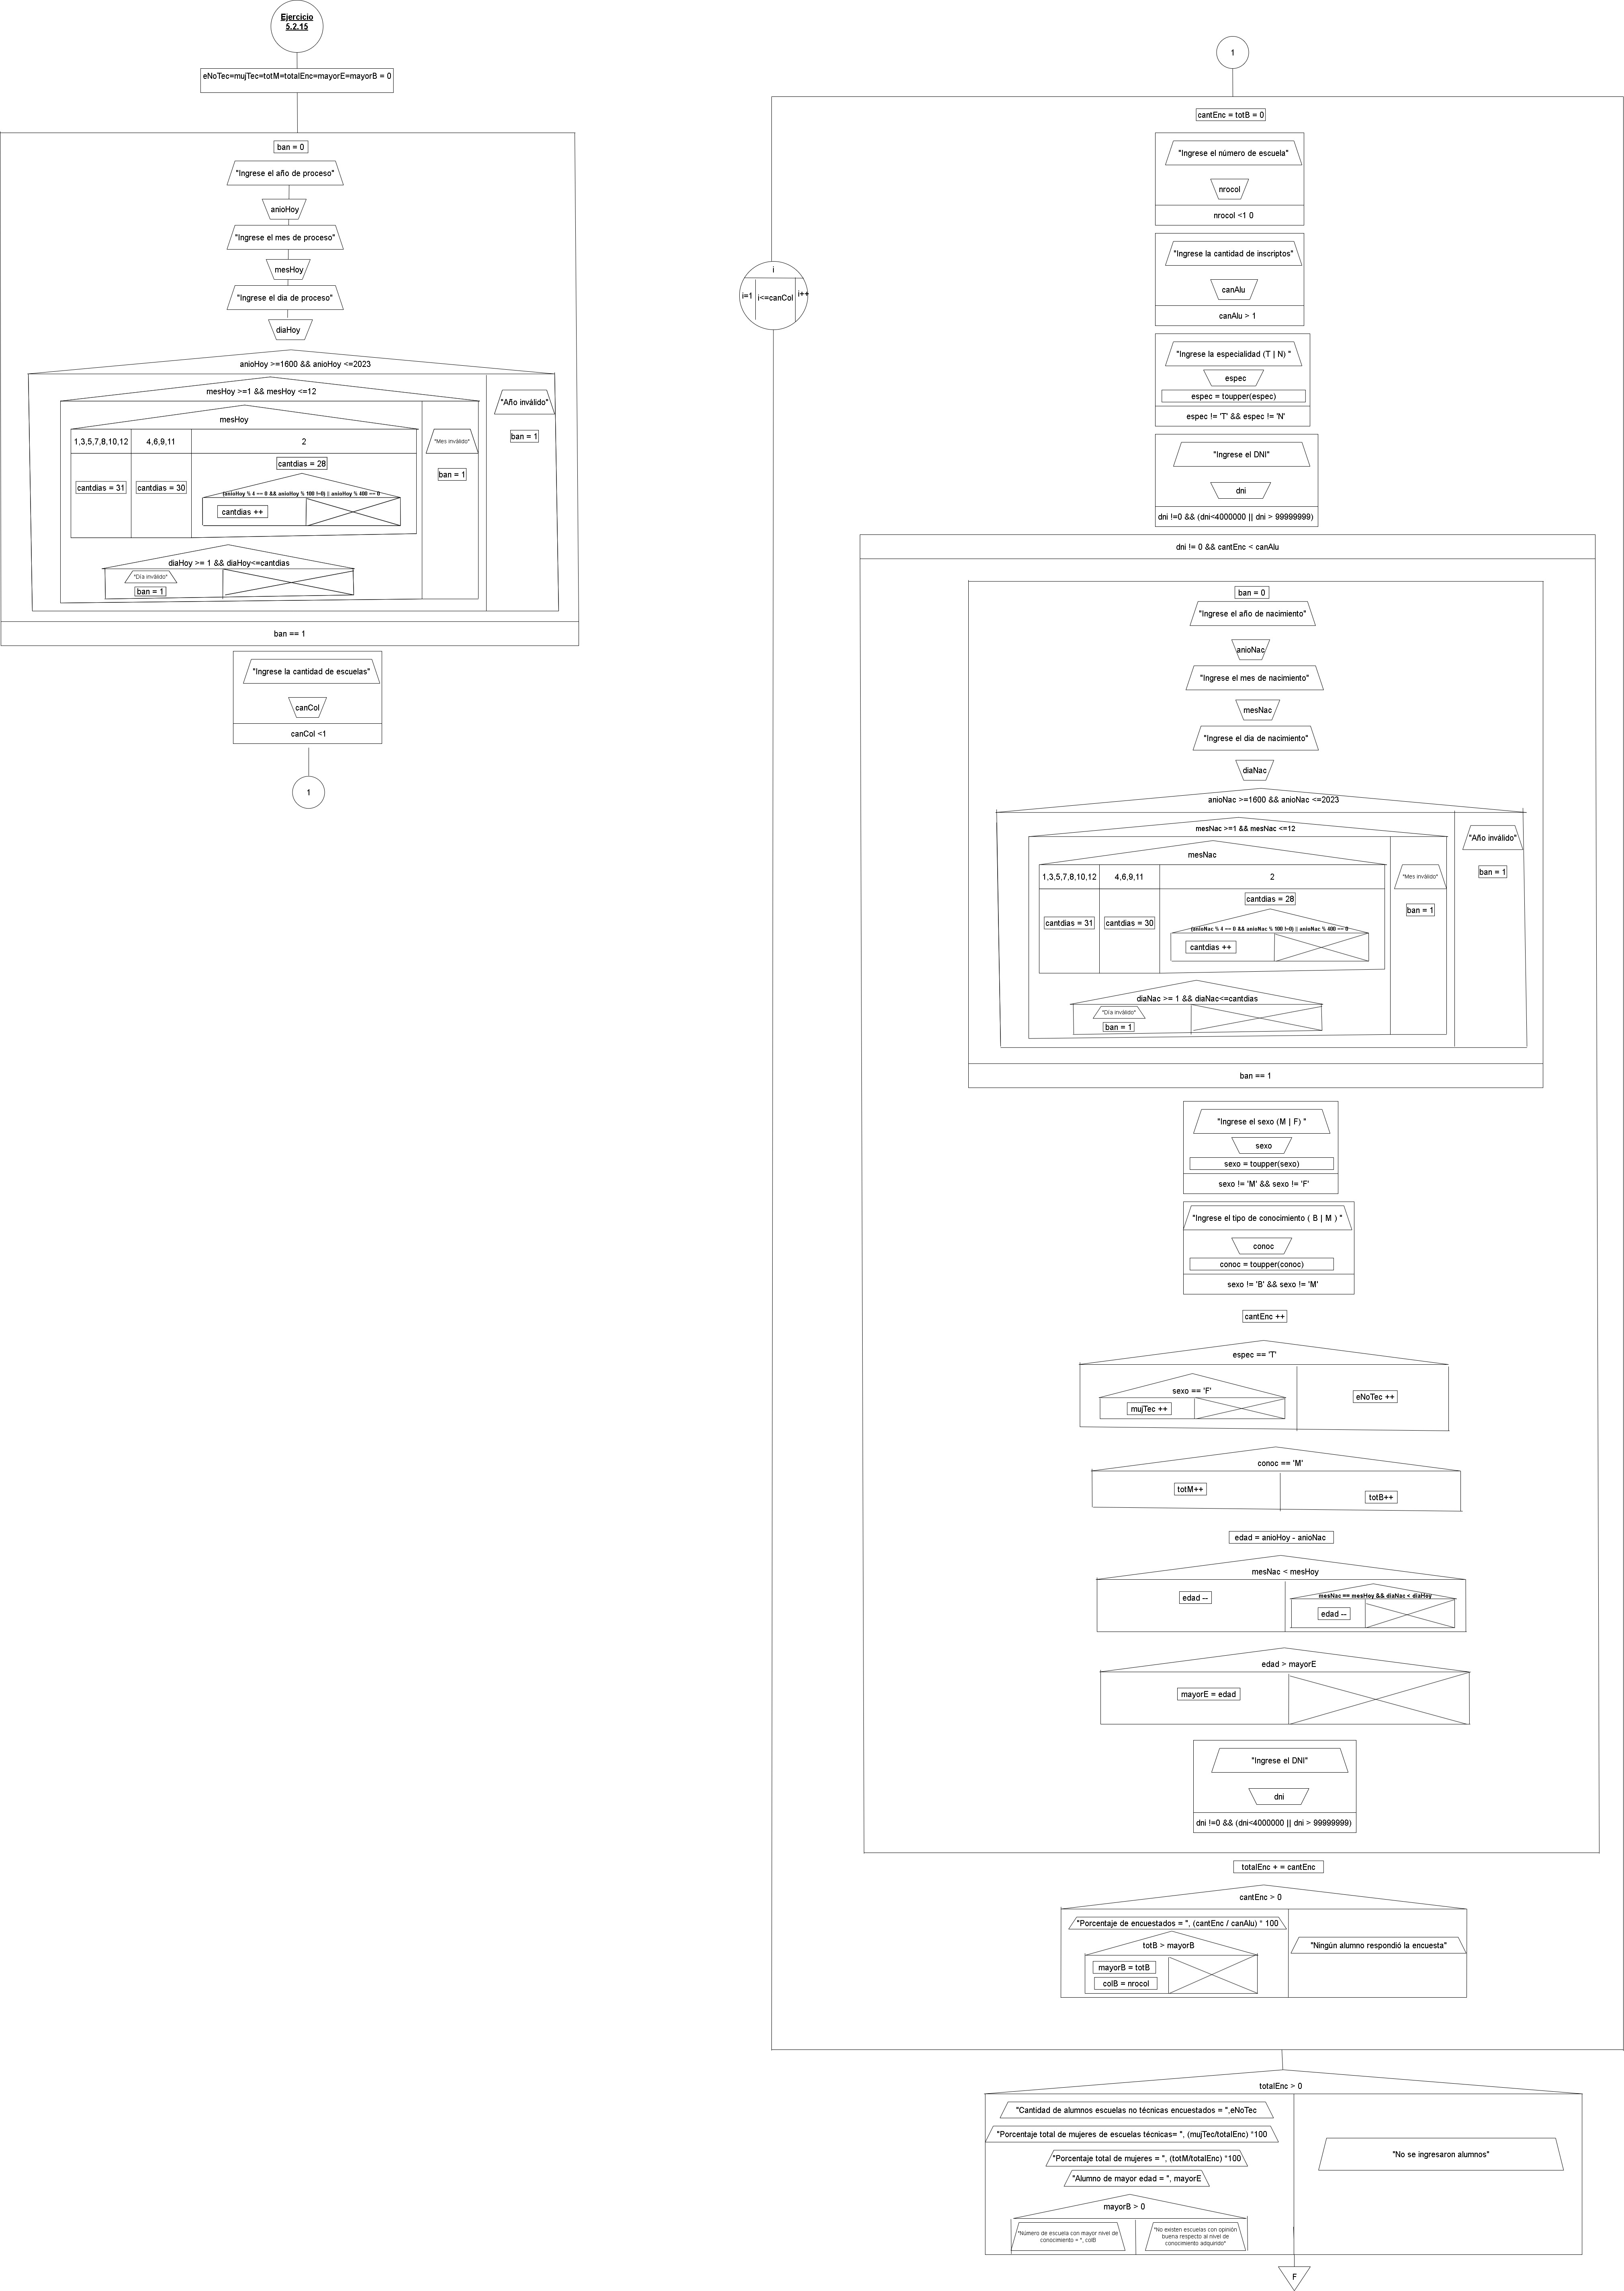 Ejercicio
5.2.15
eNoTec=mujTec=totM=totalEnc=mayorE=mayorB = 0
ban = 0
"Ingrese el año de proceso"
anioHoy
"Ingrese el mes de proceso"
mesHoy
"Ingrese el dia de proceso"
diaHoy
anioHoy >=1600 && anioHoy <=2023
mesHoy >=1 && mesHoy <=12
"Año inválido"
mesHoy
ban = 1
1,3,5,7,8,10,12
4,6,9,11
2
"Mes inválido"
cantdias = 28
ban = 1
cantdias = 31
cantdias = 30
(anioHoy % 4 == 0 && anioHoy % 100 !=0) || anioHoy % 400 == 0
cantdias ++
diaHoy >= 1 && diaHoy<=cantdias
"Día inválido"
ban = 1
ban == 1
"Ingrese la cantidad de escuelas"
canCol
canCol <1
1
1
i
i=1
i<=canCol
i++
cantEnc = totB = 0
"Ingrese el número de escuela"
nrocol
nrocol <1 0
"Ingrese la cantidad de inscriptos"
canAlu
canAlu > 1
"Ingrese la especialidad (T | N) "
espec
espec = toupper(espec)
espec != 'T' && espec != 'N'
"Ingrese el DNI"
dni
dni !=0 && (dni<4000000 || dni > 99999999)
dni != 0 && cantEnc < canAlu
ban = 0
"Ingrese el año de nacimiento"
anioNac
"Ingrese el mes de nacimiento"
mesNac
"Ingrese el dia de nacimiento"
diaNac
anioNac >=1600 && anioNac <=2023
mesNac >=1 && mesNac <=12
"Año inválido"
mesNac
ban = 1
1,3,5,7,8,10,12
4,6,9,11
2
"Mes inválido"
cantdias = 28
ban = 1
cantdias = 31
cantdias = 30
(anioNac % 4 == 0 && anioNac % 100 !=0) || anioNac % 400 == 0
cantdias ++
diaNac >= 1 && diaNac<=cantdias
"Día inválido"
ban = 1
ban == 1
"Ingrese el sexo (M | F) "
sexo
sexo = toupper(sexo)
sexo != 'M' && sexo != 'F'
"Ingrese el tipo de conocimiento ( B | M ) "
conoc
conoc = toupper(conoc)
sexo != 'B' && sexo != 'M'
cantEnc ++
espec == 'T'
sexo == 'F'
mujTec ++
eNoTec ++
conoc == 'M'
totM++
totB++
edad = anioHoy - anioNac
mesNac < mesHoy
edad --
mesNac == mesHoy && diaNac < diaHoy
edad --
edad > mayorE
mayorE = edad
"Ingrese el DNI"
dni
dni !=0 && (dni<4000000 || dni > 99999999)
totalEnc + = cantEnc
cantEnc > 0
"Porcentaje de encuestados = ", (cantEnc / canAlu) * 100
totB > mayorB
mayorB = totB
colB = nrocol
"Ningún alumno respondió la encuesta"
totalEnc > 0
"Cantidad de alumnos escuelas no técnicas encuestados = ",eNoTec
"Porcentaje total de mujeres de escuelas técnicas= ", (mujTec/totalEnc) *100
"Porcentaje total de mujeres = ", (totM/totalEnc) *100
"Alumno de mayor edad = ", mayorE
mayorB > 0
"Número de escuela con mayor nivel de
conocimiento = ", colB
"No existen escuelas con opinión
buena respecto al nivel de
conocimiento adquirido"
"No se ingresaron alumnos"
F